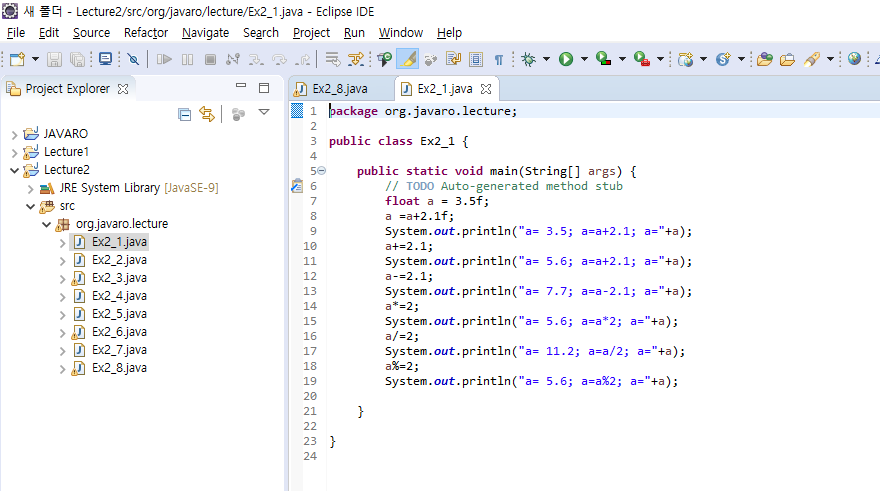 새 폴더 - Lecture2/src/org/javaro/lecture/Ex2_1.java - Eclipse IDE
File Edit Source Refactor Navigate Search Project Run Window Help
Project Explorer
JAVARO
Lecture1
Lecture2
JRE System Library [JavaSE-9]
src
org.javaro.lecture
Ex2_1.java
Ex2_2.java
Ex2_3.java
Ex2_4.java
Ex2_5.java
Ex2_6.java
Ex2_7.java
Ex2_8.java
Ex2_8.java Ex2_1.java
1 package org.javaro.lecture;
2
3 public class Ex2_1 {
4
5 public static void main(String[] args) {
6 // TODO Auto-generated method stub
7 float a = 3.5f;
8 a =a+2.1f;
9 System.out.println("a= 3.5; a=a+2.1; a="+a);
10 a+=2.1;
11 System.out.println("a= 5.6; a=a+2.1; a="+a);
12 a-=2.1;
13 System.out.println("a= 7.7; a=a-2.1; a="+a);
14 a*=2;
15 System.out.println("a= 5.6; a=a*2; a="+a);
16 a/=2;
17 System.out.println("a= 11.2; a=a/2; a="+a);
18 a%=2;
19 System.out.println("a= 5.6; a=a%2; a="+a);
20
21 }
22
23 }
24